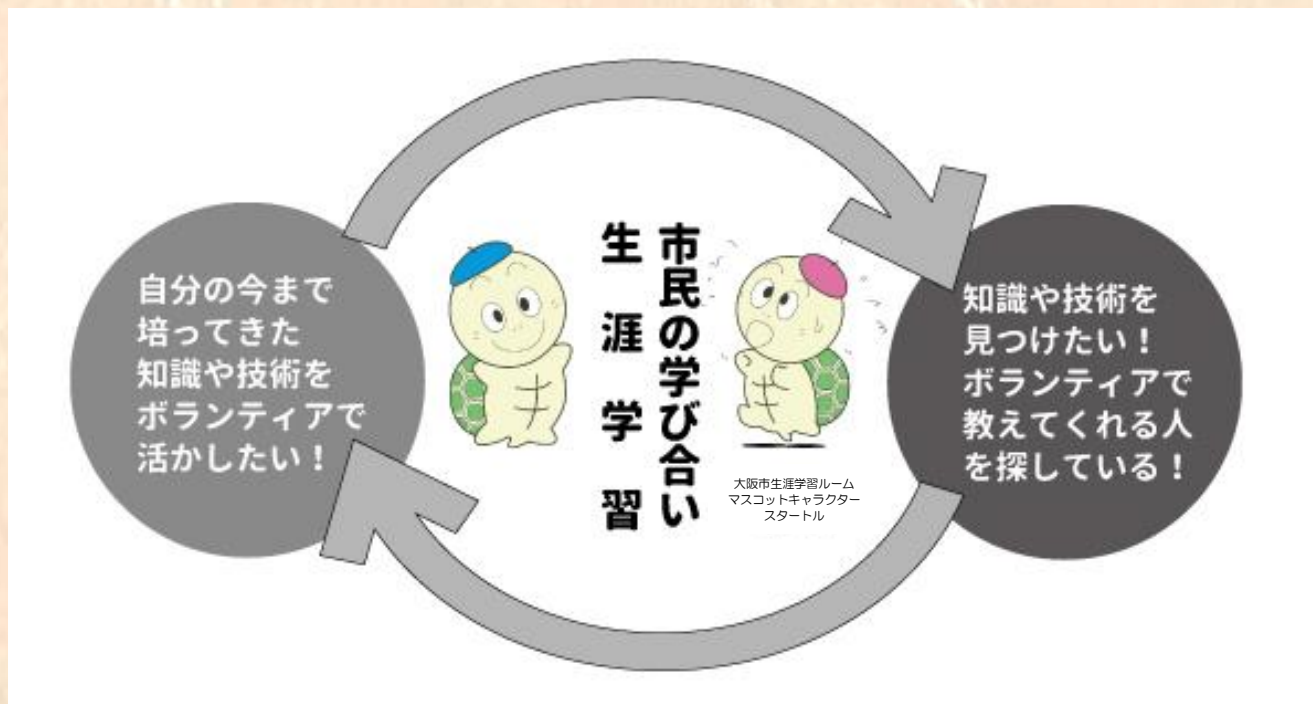 自分の今まで
培ってきた
知識や技術を
ボランティアで
活かしたい！
市民の学び合い
生涯学習
大阪市生涯学習ルーム
マスコットキャラクター
スタートル
知識や技術を
見つけたい！
ボランティアで
教えてくれる人
を探している！